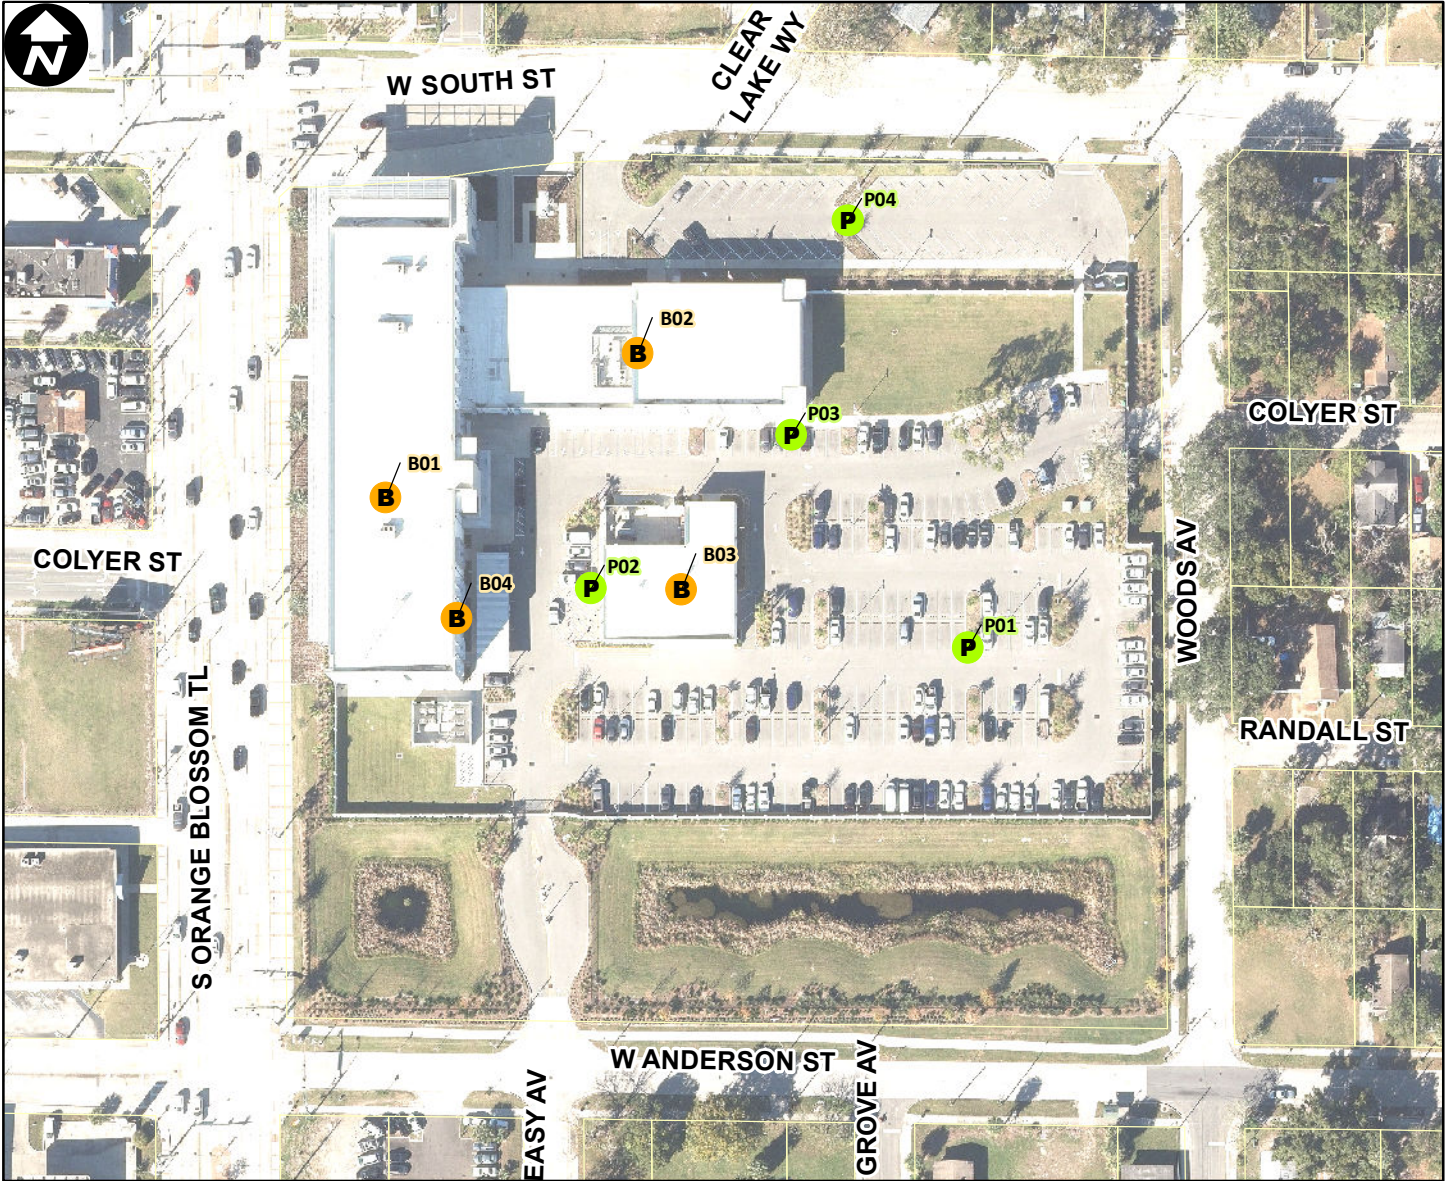 N
W SOUTH ST
CLEAR
LAKE WY
P
P04
B
B02
P
P03
COLYER ST
B
B01
COLYER ST
B
B04
P
P02
B
B03
P
P01
WOODS AV
RANDALL ST
S ORANGE BLOSSOM TL
W ANDERSON ST
EASY AV
GROVE AV